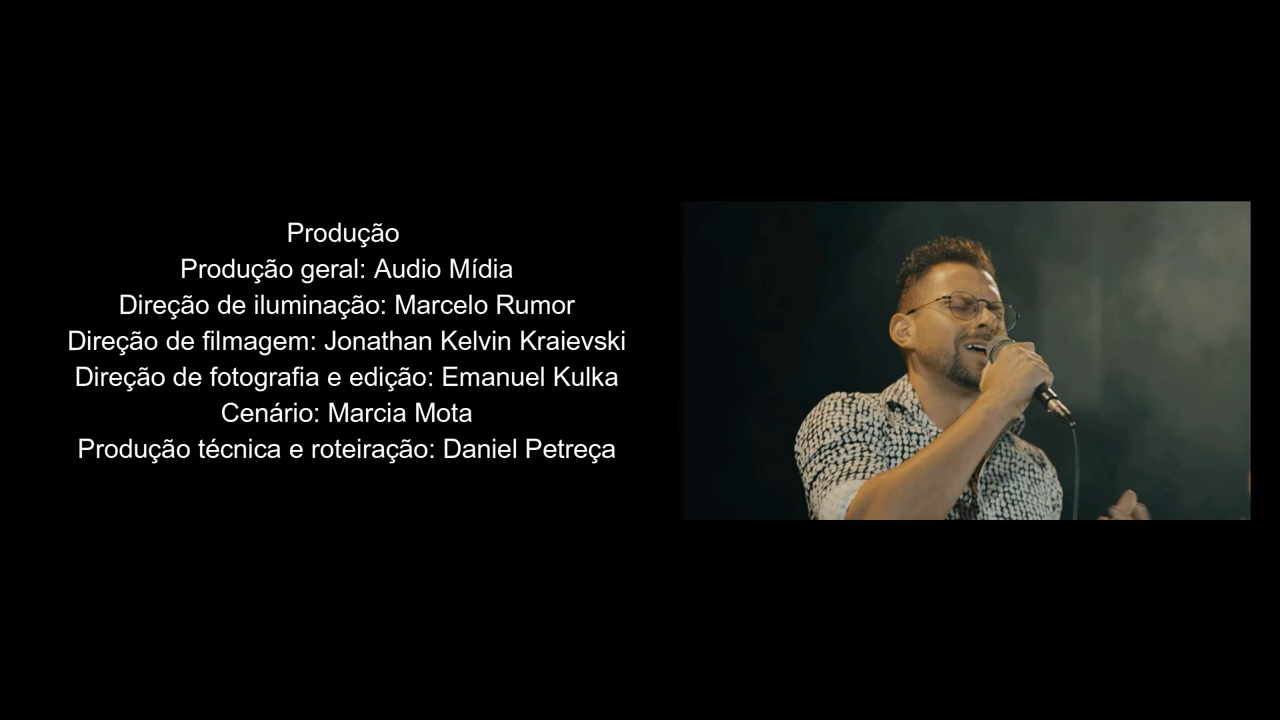 Produção
Produção geral: Audio Mídia
Direção de iluminação: Marcelo Rumor
Direção de filmagem: Jonathan Kelvin Kraievski
Direção de fotografia e edição: Emanuel Kulka
Cenário: Marcia Mota
Produção técnica e roteiração: Daniel Petreça